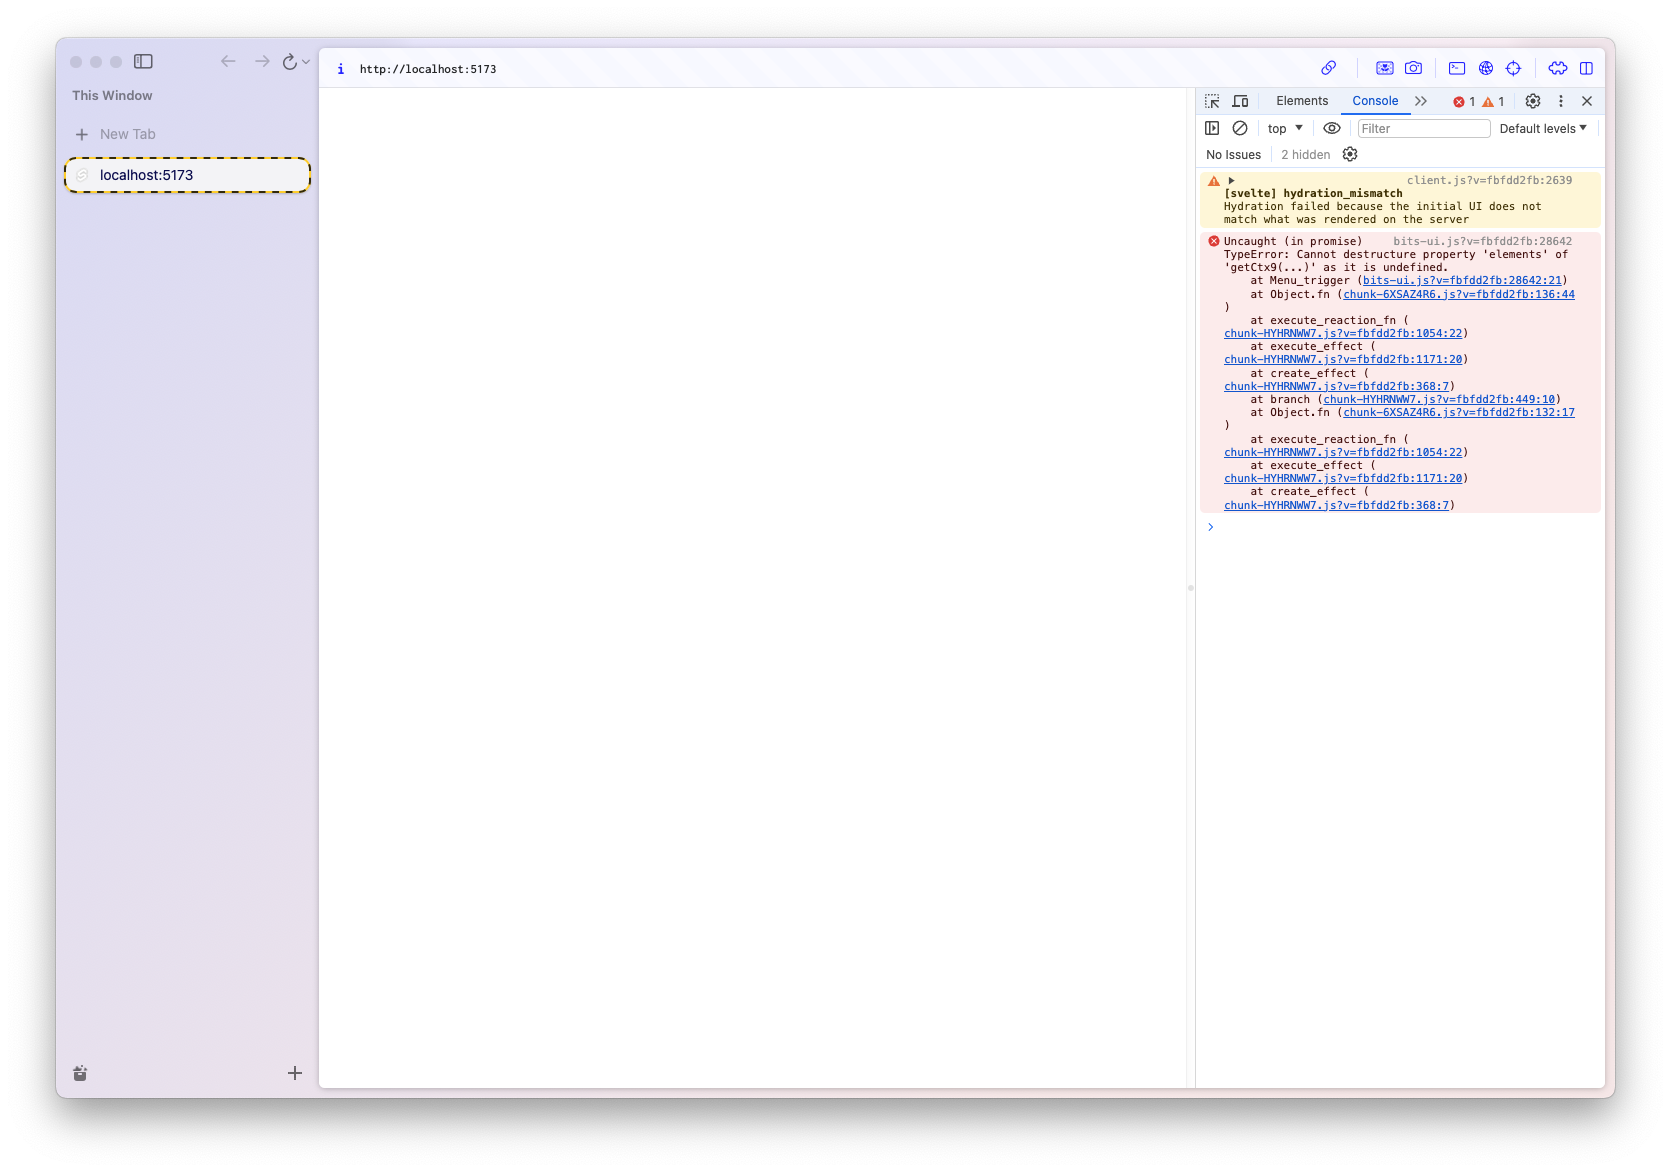 This Window
New Tab
localhost:5173
i http://localhost:5173
Elements Console 1 1
top Filter Default levels
No Issues 2 hidden
client.js?v=fbfdd2fb:2639
[svelte] hydration_mismatch
Hydration failed because the initial UI does not
match what was rendered on the server
Uncaught (in promise) bits-ui.js?v=fbfdd2fb:28642
TypeError: Cannot destructure property 'elements' of
'getCtx9(...)' as it is undefined.
at Menu_trigger (bits-ui.js?v=fbfdd2fb:28642:21)
at Object.fn (chunk-6XSAZ4R6.js?v=fbfdd2fb:136:44
)
at execute_reaction_fn (
chunk-HYHRNWW7.js?v=fbfdd2fb:1054:22)
at execute_effect (
chunk-HYHRNWW7.js?v=fbfdd2fb:1171:20)
at create_effect (
chunk-HYHRNWW7.js?v=fbfdd2fb:368:7)
at branch (chunk-HYHRNWW7.js?v=fbfdd2fb:449:10)
at Object.fn (chunk-6XSAZ4R6.js?v=fbfdd2fb:132:17
)
at execute_reaction_fn (
chunk-HYHRNWW7.js?v=fbfdd2fb:1054:22)
at execute_effect (
chunk-HYHRNWW7.js?v=fbfdd2fb:1171:20)
at create_effect (
chunk-HYHRNWW7.js?v=fbfdd2fb:368:7)